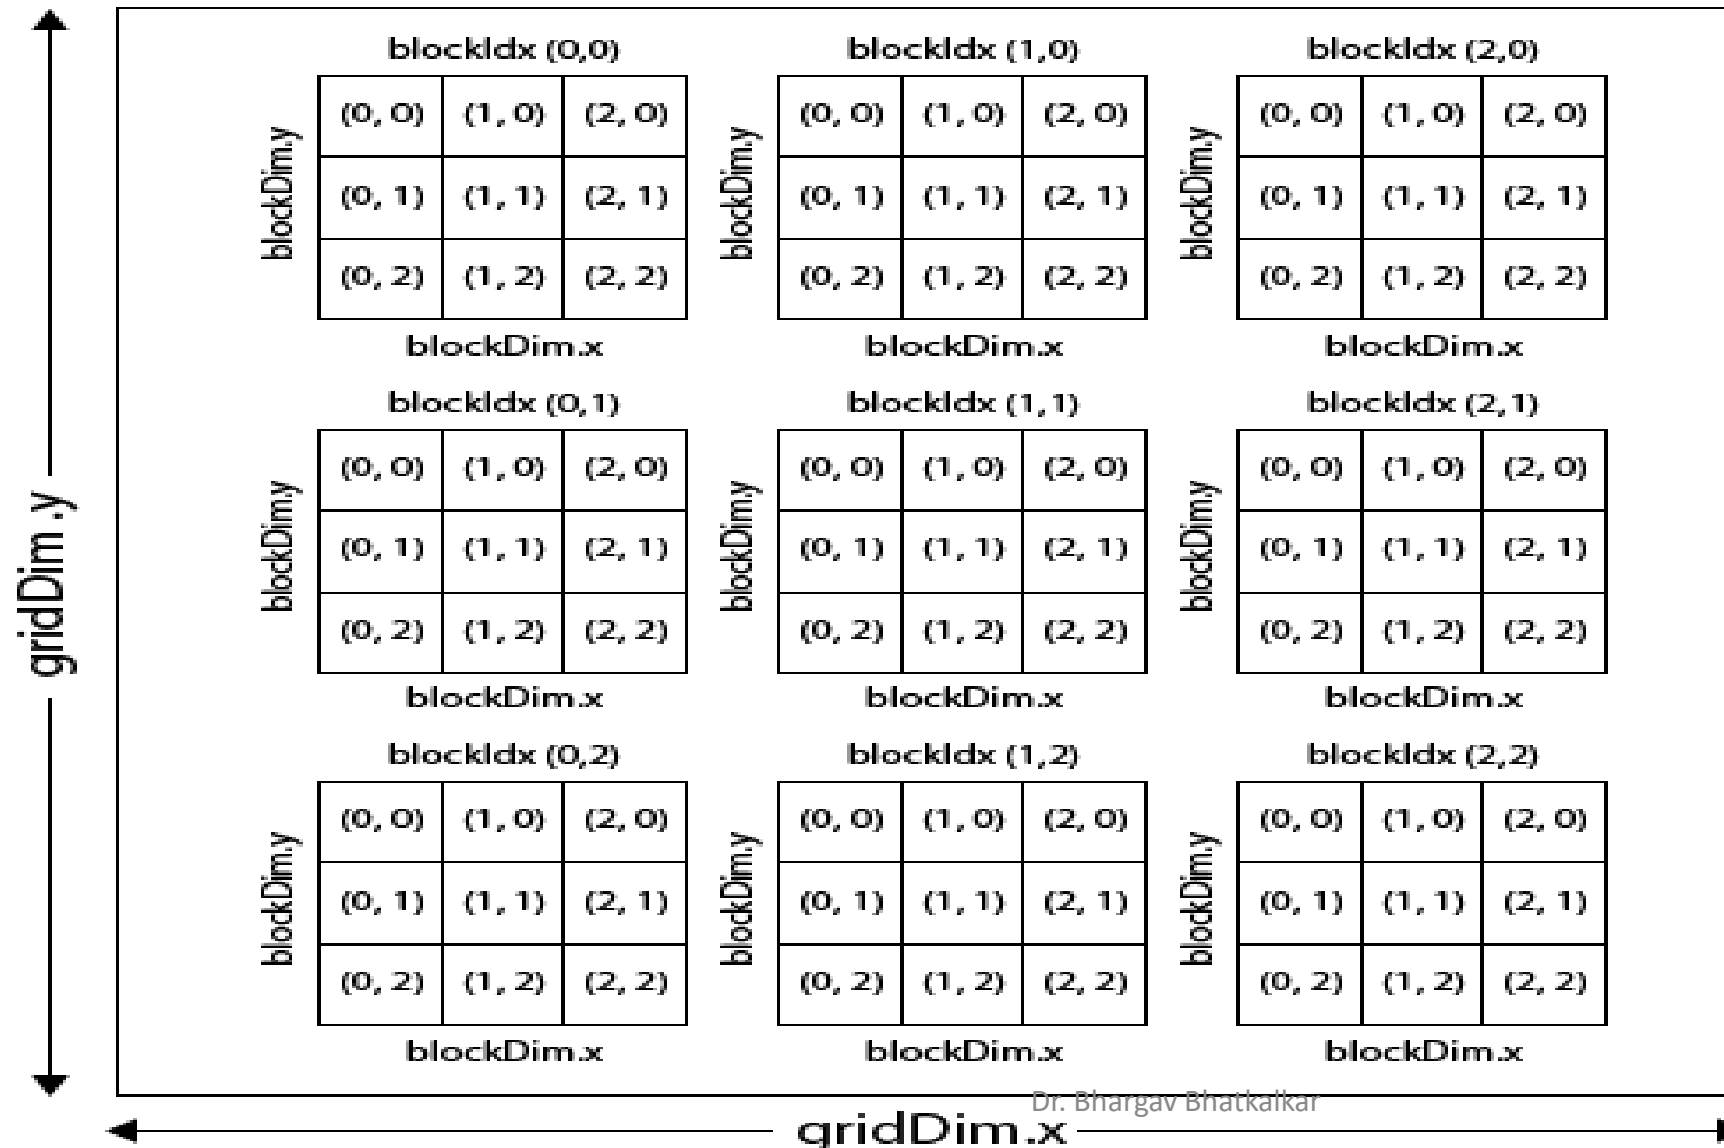 blockIdx (0,0) blockIdx (1,0) blockIdx (2,0)
(0, 0) (1, 0) (2, 0) (0, 0) (1, 0) (2, 0) (0, 0) (1, 0) (2, 0)
blockDim.y blockDim.y blockDim.y
(0, 1) (1, 1) (2, 1) (0, 1) (1, 1) (2, 1) (0, 1) (1, 1) (2, 1)
(0, 2) (1, 2) (2, 2) (0, 2) (1, 2) (2, 2) (0, 2) (1, 2) (2, 2)
blockDim.x blockDim.x blockDim.x
blockIdx (0,1) blockIdx (1,1) blockIdx (2,1)
(0, 0) (1, 0) (2, 0) (0, 0) (1, 0) (2, 0) (0, 0) (1, 0) (2, 0)
gridDim .y
blockDim.y blockDim.y blockDim.y
(0, 1) (1, 1) (2, 1) (0, 1) (1, 1) (2, 1) (0, 1) (1, 1) (2, 1)
(0, 2) (1, 2) (2, 2) (0, 2) (1, 2) (2, 2) (0, 2) (1, 2) (2, 2)
blockDim.x blockDim.x blockDim.x
blockIdx (0,2) blockIdx (1,2) blockIdx (2,2)
(0, 0) (1, 0) (2, 0) (0, 0) (1, 0) (2, 0) (0, 0) (1, 0) (2, 0)
blockDim.y blockDim.y blockDim.y
(0, 1) (1, 1) (2, 1) (0, 1) (1, 1) (2, 1) (0, 1) (1, 1) (2, 1)
(0, 2) (1, 2) (2, 2) (0, 2) (1, 2) (2, 2) (0, 2) (1, 2) (2, 2)
blockDim.x blockDim.x blockDim.x
Dr. Bhargav Bhatkalkar
gridDim.x